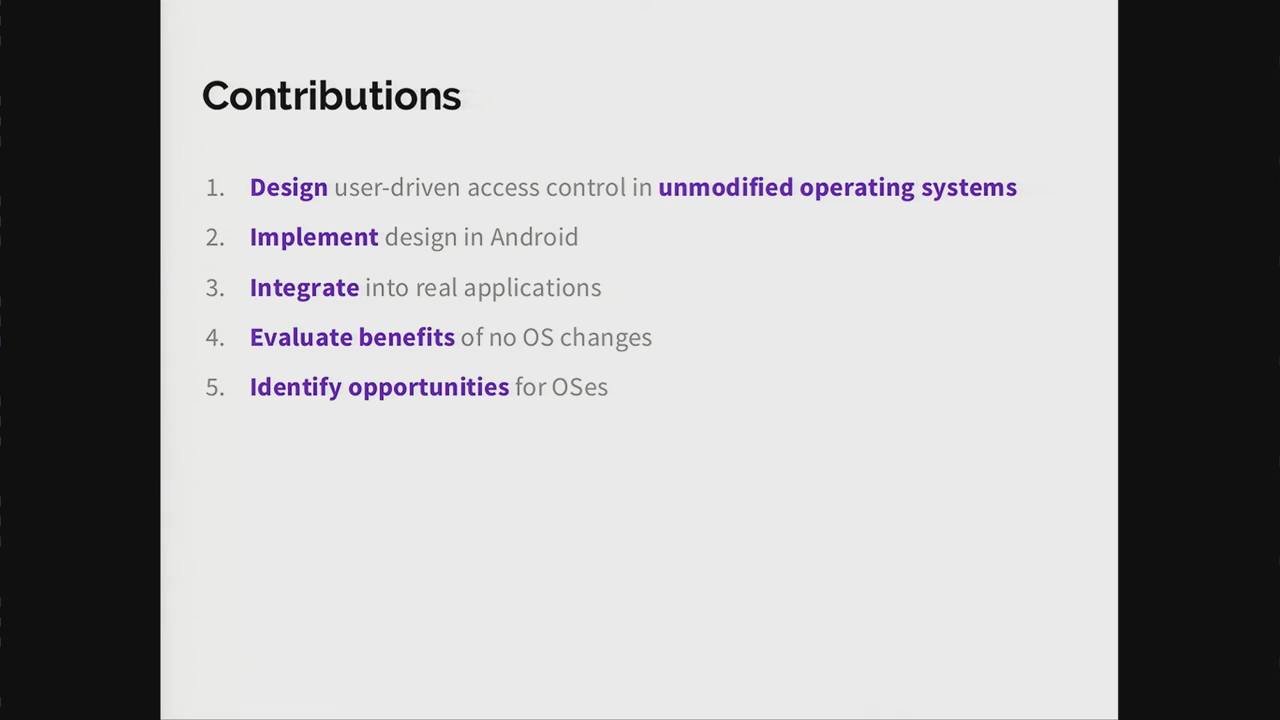 Contributions
1. Design user-driven access control in unmodified operating systems
2. Implement design in Android
3. Integrate into real applications
4. Evaluate benefits of no OS changes
5. Identify opportunities for OSes